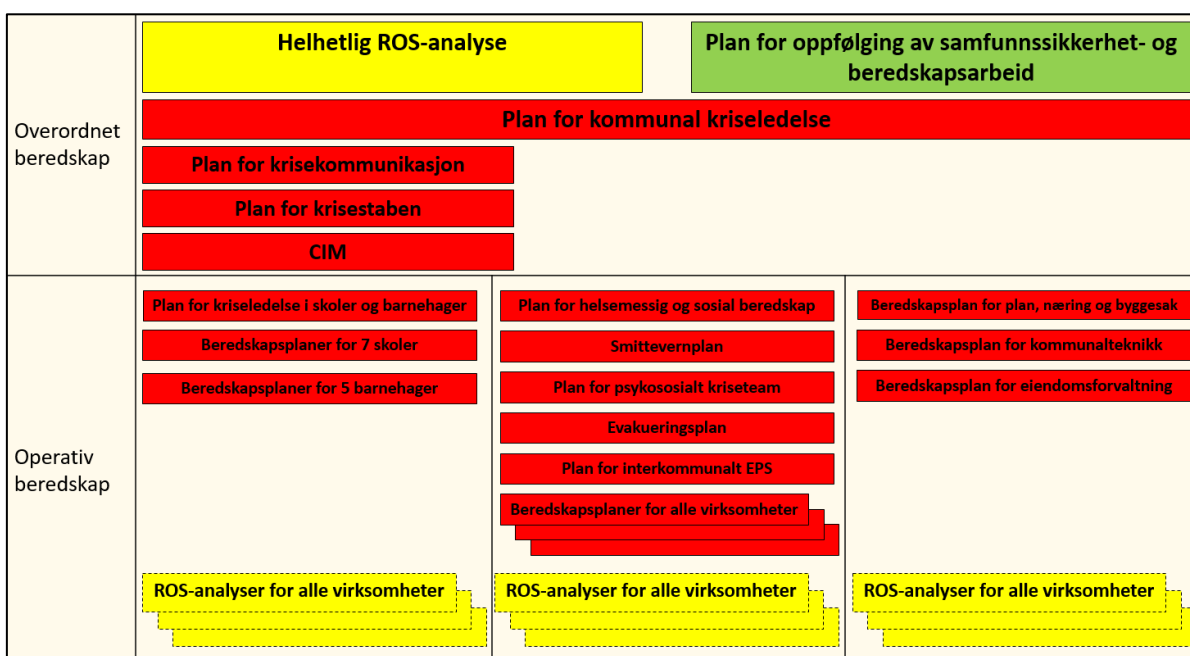 Helhetlig ROS-analyse
Plan for oppfølging av samfunnssikkerhet- og
beredskapsarbeid
Overordnet
beredskap
Plan for kommunal kriseledelse
Plan for krisekommunikasjon
Plan for krisestaben
CIM
Operativ
beredskap
Plan for kriseledelse i skoler og barnehager
Beredskapsplaner for 7 skoler
Beredskapsplaner for 5 barnehager
ROS-analyser for alle virksomheter
Plan for helsemessig og sosial beredskap
Smittevernplan
Plan for psykososialt kriseteam
Evakueringsplan
Plan for interkommunalt EPS
Beredskapsplaner for alle virksomheter
ROS-analyser for alle virksomheter
Beredskapsplan for plan, næring og byggesak
Beredskapsplan for kommunalteknikk
Beredskapsplan for eiendomsforvaltning
ROS-analyser for alle virksomheter